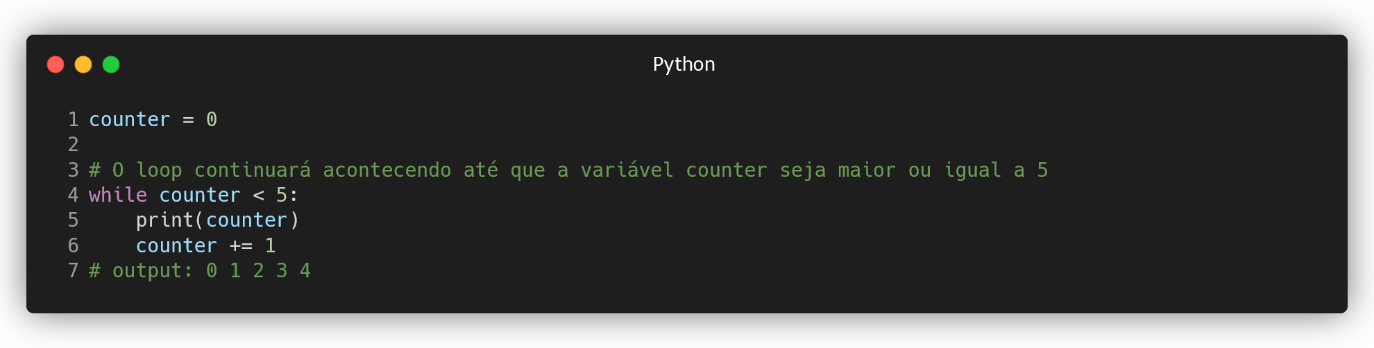 Python
1 counter = 0
2
3 # O loop continuará acontecendo até que a variável counter seja maior ou igual a 5
4 while counter < 5:
5     print(counter)
6     counter += 1
7 # output: 0 1 2 3 4